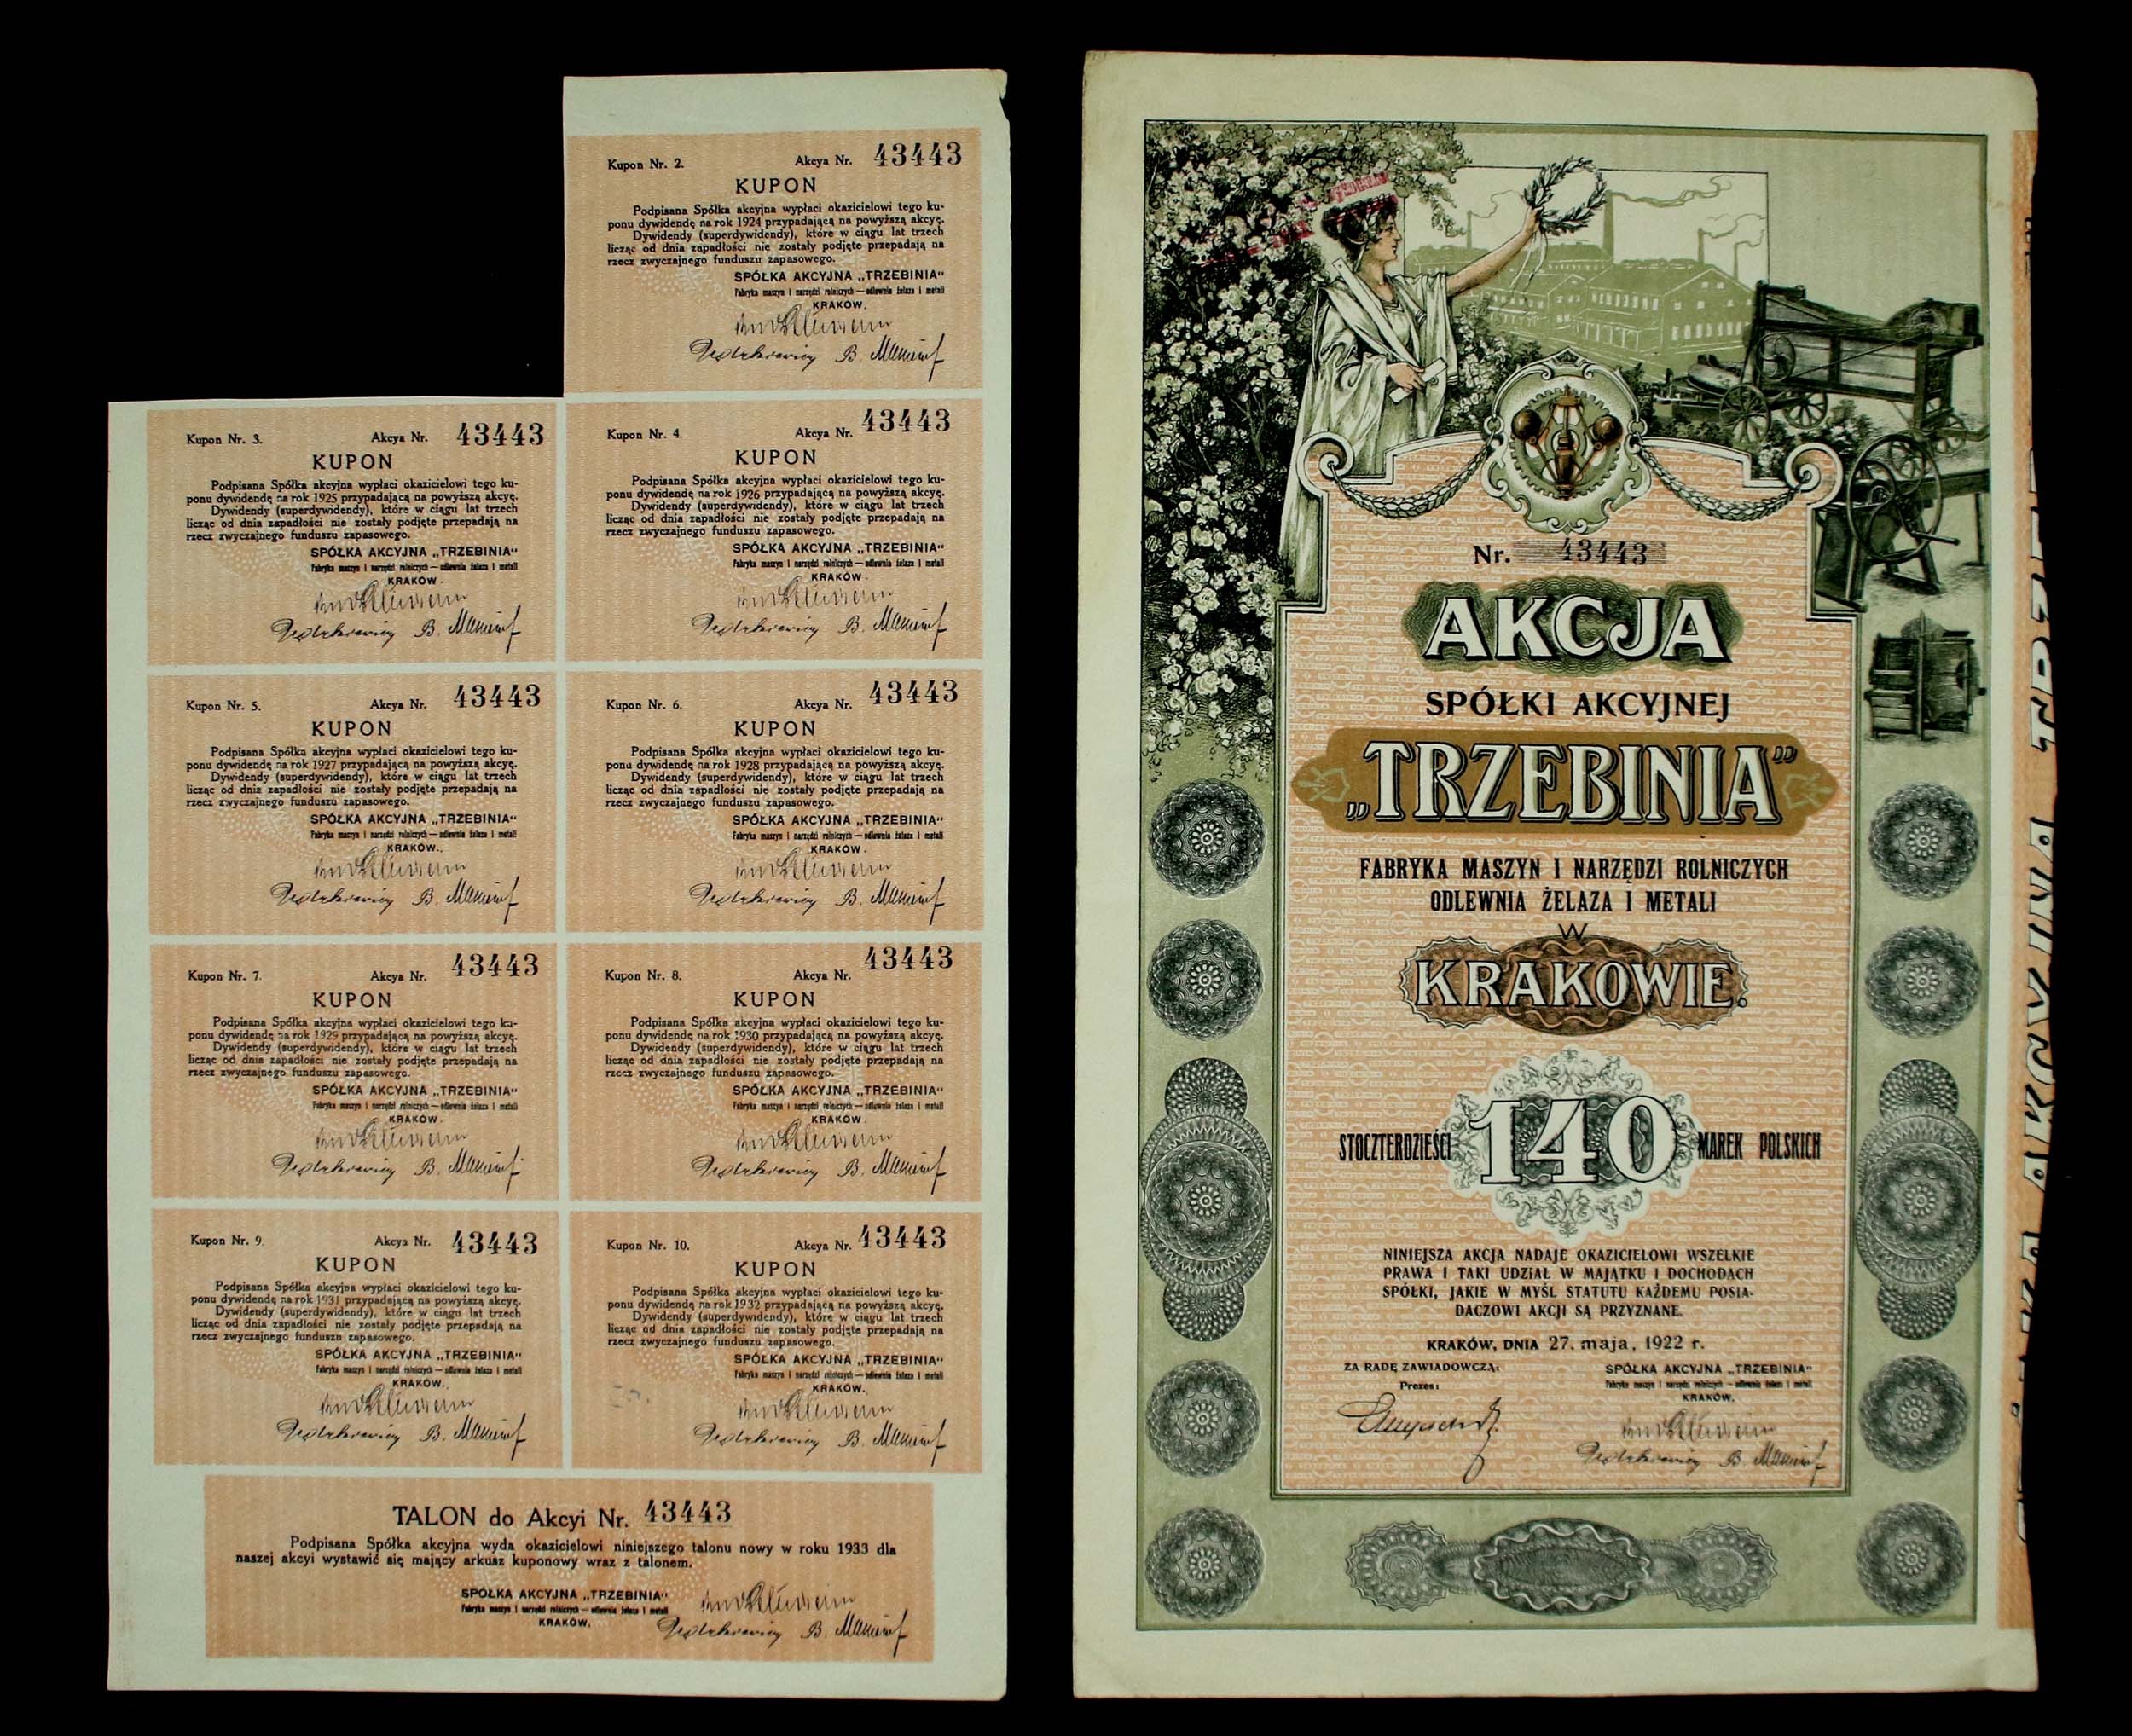 Kupon Nr. 2. Akcya Nr. 43443
KUPON
Podpisana Spółka akcyjna wypłaci okazicielowi tego ku-
ponu dywidendę na rok 1924 przypadającą na powyższą akcyę.
Dywidendy (superdywidendy), które w ciągu lat trzech
licząc od dnia zapadłości nie zostały podjęte przepadają na
rzecz zwyczajnego funduszu zapasowego.
SPÓŁKA AKCYJNA „TRZEBINIA“
Fabryka maszyn i narzędzi rolniczych — odlewnia żelaza i metali
KRAKÓW.
Kupon Nr. 3. Akcya Nr. 43443
KUPON
Podpisana Spółka akcyjna wypłaci okazicielowi tego ku-
ponu dywidendę na rok 1925 przypadającą na powyższą akcyę.
Dywidendy (superdywidendy), które w ciągu lat trzech
licząc od dnia zapadłości nie zostały podjęte przepadają na
rzecz zwyczajnego funduszu zapasowego.
SPÓŁKA AKCYJNA „TRZEBINIA“
Fabryka maszyn i narzędzi rolniczych — odlewnia żelaza i metali
KRAKÓW.
Kupon Nr. 4. Akcya Nr. 43443
KUPON
Podpisana Spółka akcyjna wypłaci okazicielowi tego ku-
ponu dywidendę na rok 1926 przypadającą na powyższą akcyę.
Dywidendy (superdywidendy), które w ciągu lat trzech
licząc od dnia zapadłości nie zostały podjęte przepadają na
rzecz zwyczajnego funduszu zapasowego.
SPÓŁKA AKCYJNA „TRZEBINIA“
Fabryka maszyn i narzędzi rolniczych — odlewnia żelaza i metali
KRAKÓW.
Kupon Nr. 5. Akcya Nr. 43443
KUPON
Podpisana Spółka akcyjna wypłaci okazicielowi tego ku-
ponu dywidendę na rok 1927 przypadającą na powyższą akcyę.
Dywidendy (superdywidendy), które w ciągu lat trzech
licząc od dnia zapadłości nie zostały podjęte przepadają na
rzecz zwyczajnego funduszu zapasowego.
SPÓŁKA AKCYJNA „TRZEBINIA“
Fabryka maszyn i narzędzi rolniczych — odlewnia żelaza i metali
KRAKÓW.
Kupon Nr. 6. Akcya Nr. 43443
KUPON
Podpisana Spółka akcyjna wypłaci okazicielowi tego ku-
ponu dywidendę na rok 1928 przypadającą na powyższą akcyę.
Dywidendy (superdywidendy), które w ciągu lat trzech
licząc od dnia zapadłości nie zostały podjęte przepadają na
rzecz zwyczajnego funduszu zapasowego.
SPÓŁKA AKCYJNA „TRZEBINIA“
Fabryka maszyn i narzędzi rolniczych — odlewnia żelaza i metali
KRAKÓW.
Kupon Nr. 7. Akcya Nr. 43443
KUPON
Podpisana Spółka akcyjna wypłaci okazicielowi tego ku-
ponu dywidendę na rok 1929 przypadającą na powyższą akcyę.
Dywidendy (superdywidendy), które w ciągu lat trzech
licząc od dnia zapadłości nie zostały podjęte przepadają na
rzecz zwyczajnego funduszu zapasowego.
SPÓŁKA AKCYJNA „TRZEBINIA“
Fabryka maszyn i narzędzi rolniczych — odlewnia żelaza i metali
KRAKÓW.
Kupon Nr. 8. Akcya Nr. 43443
KUPON
Podpisana Spółka akcyjna wypłaci okazicielowi tego ku-
ponu dywidendę na rok 1930 przypadającą na powyższą akcyę.
Dywidendy (superdywidendy), które w ciągu lat trzech
licząc od dnia zapadłości nie zostały podjęte przepadają na
rzecz zwyczajnego funduszu zapasowego.
SPÓŁKA AKCYJNA „TRZEBINIA“
Fabryka maszyn i narzędzi rolniczych — odlewnia żelaza i metali
KRAKÓW.
Kupon Nr. 9. Akcya Nr. 43443
KUPON
Podpisana Spółka akcyjna wypłaci okazicielowi tego ku-
ponu dywidendę na rok 1931 przypadającą na powyższą akcyę.
Dywidendy (superdywidendy), które w ciągu lat trzech
licząc od dnia zapadłości nie zostały podjęte przepadają na
rzecz zwyczajnego funduszu zapasowego.
SPÓŁKA AKCYJNA „TRZEBINIA“
Fabryka maszyn i narzędzi rolniczych — odlewnia żelaza i metali
KRAKÓW.
Kupon Nr. 10. Akcya Nr. 43443
KUPON
Podpisana Spółka akcyjna wypłaci okazicielowi tego ku-
ponu dywidendę na rok 1932 przypadającą na powyższą akcyę.
Dywidendy (superdywidendy), które w ciągu lat trzech
licząc od dnia zapadłości nie zostały podjęte przepadają na
rzecz zwyczajnego funduszu zapasowego.
SPÓŁKA AKCYJNA „TRZEBINIA“
Fabryka maszyn i narzędzi rolniczych — odlewnia żelaza i metali
KRAKÓW.
TALON do Akcyi Nr. 43443
Podpisana Spółka akcyjna wyda okazicielowi niniejszego talonu nowy w roku 1933 dla
naszej akcyi wystawić się mający arkusz kuponowy wraz z talonem.
SPÓŁKA AKCYJNA „TRZEBINIA“
Fabryka maszyn i narzędzi rolniczych — odlewnia żelaza i metali
KRAKÓW.
Nr. 43443
AKCJA
SPÓŁKI AKCYJNEJ
„TRZEBINIA”
FABRYKA MASZYN I NARZĘDZI ROLNICZYCH
ODLEWNIA ŻELAZA I METALI
W
KRAKOWIE.
STOCZTERDZIEŚCI 140 MAREK POLSKICH
NINIEJSZA AKCJA NADAJE OKAZICIELOWI WSZELKIE
PRAWA I TAKI UDZIAŁ W MAJĄTKU I DOCHODACH
SPÓŁKI, JAKIE W MYŚL STATUTU KAŻDEMU POSIA-
DACZOWI AKCJI SĄ PRZYZNANE.
KRAKÓW, DNIA 27. maja, 1922 r.
ZA RADĘ ZAWIADOWCZĄ:
Prezes:
SPÓŁKA AKCYJNA „TRZEBINIA“
Fabryka maszyn i narzędzi rolniczych — odlewnia żelaza i metali
KRAKÓW.